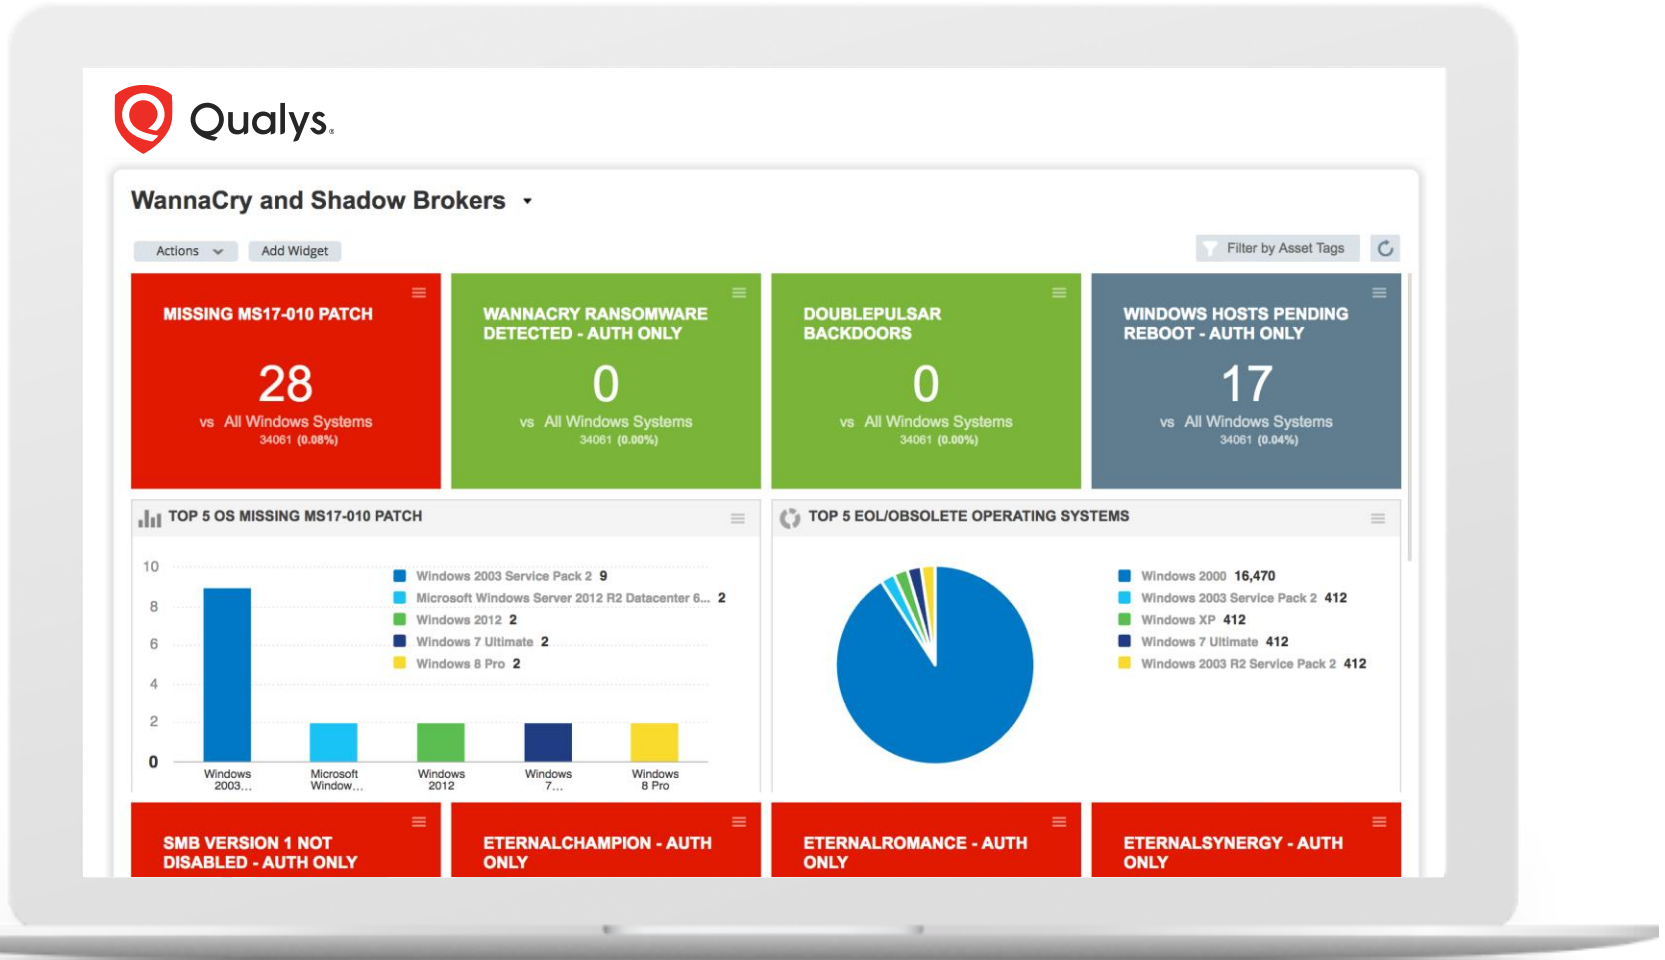 Qualys.
WannaCry and Shadow Brokers
Actions
Add Widget
Filter by Asset Tags
MISSING MS17-010 PATCH
28
vs All Windows Systems
34061 (0.08%)
WANNACRY RANSOMWARE
DETECTED - AUTH ONLY
0
vs All Windows Systems
34061 (0.00%)
DOUBLEPULSAR
BACKDOORS
0
vs All Windows Systems
34061 (0.00%)
WINDOWS HOSTS PENDING
REBOOT - AUTH ONLY
17
vs All Windows Systems
34061 (0.04%)
TOP 5 OS MISSING MS17-010 PATCH
10
8
6
4
2
0
Windows 2003 Service Pack 2 9
Microsoft Windows Server 2012 R2 Datacenter 6... 2
Windows 2012 2
Windows 7 Ultimate 2
Windows 8 Pro 2
Windows
2003...
Microsoft
Window...
Windows
2012
Windows
7...
Windows
8 Pro
TOP 5 EOL/OBSOLETE OPERATING SYSTEMS
Windows 2000 16,470
Windows 2003 Service Pack 2 412
Windows XP 412
Windows 7 Ultimate 412
Windows 2003 R2 Service Pack 2 412
SMB VERSION 1 NOT
DISABLED - AUTH ONLY
ETERNALCHAMPION - AUTH
ONLY
ETERNALROMANCE - AUTH
ONLY
ETERNALSYNERGY - AUTH
ONLY